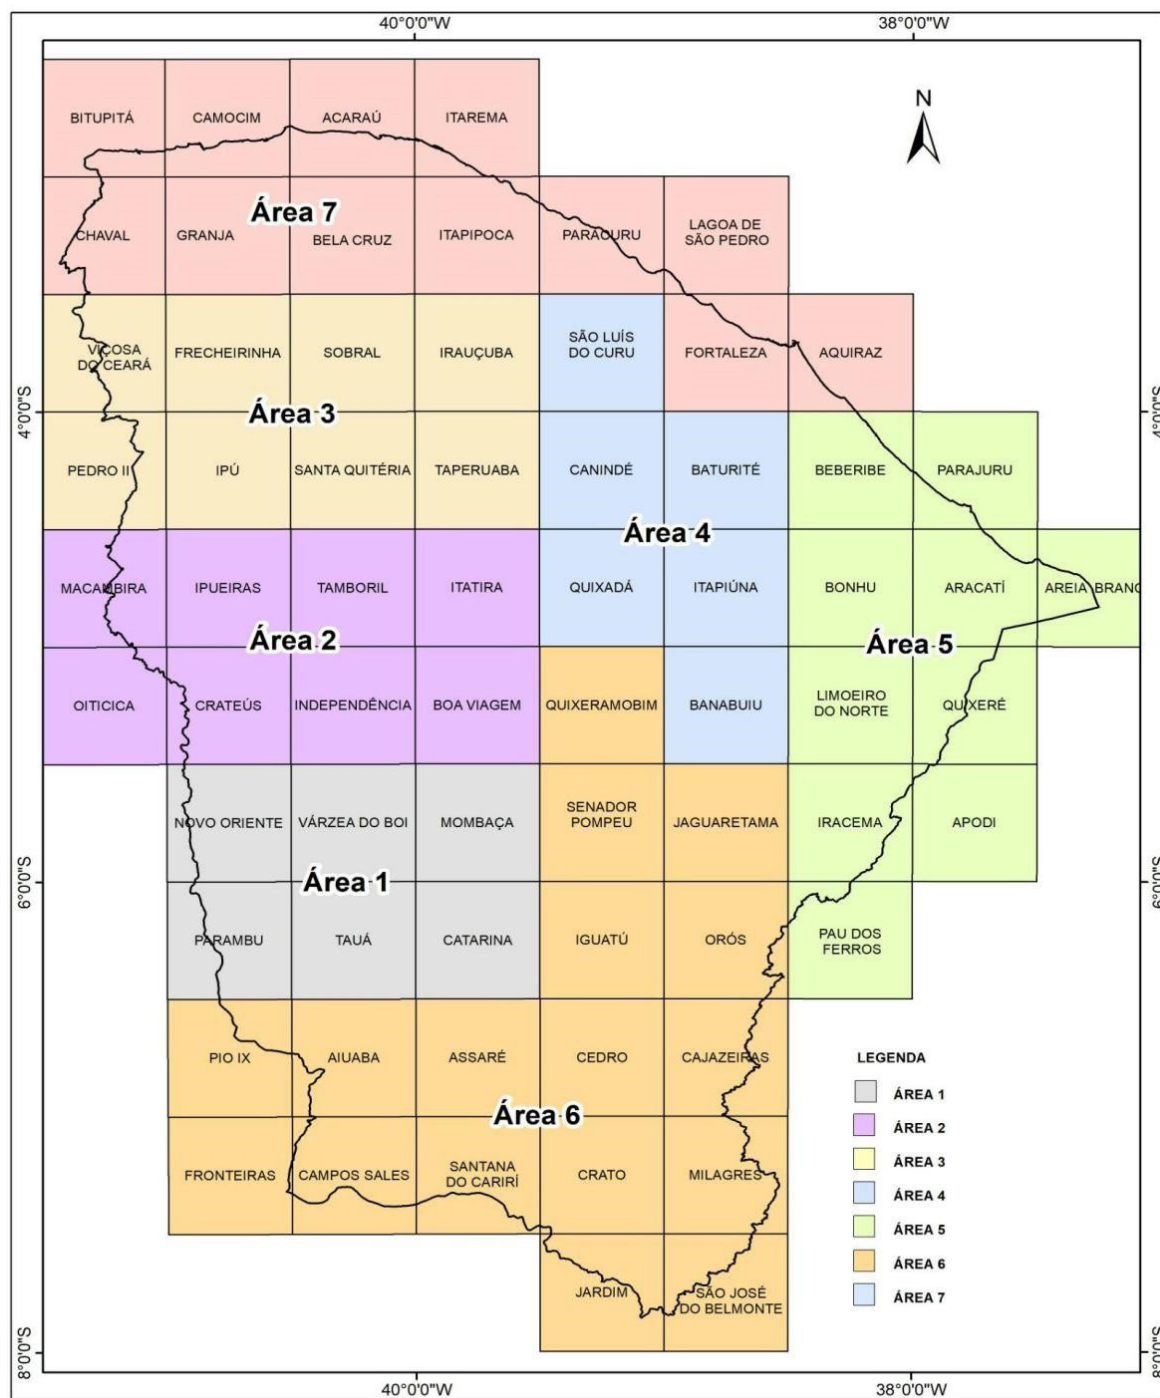 40°0'0"W
38°0'0"W
N
BITUPITÁ
CAMOCIM
ACARAÚ
ITAREMA
Área 7
CHAVAL
GRANJA
BELA CRUZ
ITAPIPOCA
PARACURU
LAGOA DE
SÃO PEDRO
VIÇOSA
DO CEARÁ
FRECHEIRINHA
SOBRAL
IRAUÇUBA
SÃO LUÍS
DO CURU
FORTALEZA
AQUIRAZ
4°0'0"S
Área 3
4°0'0"S
PEDRO II
IPÚ
SANTA QUITÉRIA
TAPERUABA
CANINDÉ
BATURITÉ
BEBERIBE
PARAJURU
Área 4
MACAMBIRA
IPUEIRAS
TAMBORIL
ITATIRA
QUIXADÁ
ITAPIÚNA
BONHU
ARACATÍ
AREIA BRANC
Área 2
Área 5
OITICICA
CRATEÚS
INDEPENDÊNCIA
BOA VIAGEM
QUIXERAMOBIM
BANABUIU
LIMOEIRO
DO NORTE
QUIXERÉ
NOVO ORIENTE
VÁRZEA DO BOI
MOMBAÇA
SENADOR
POMPEU
JAGUARETAMA
IRACEMA
APODI
6°0'0"S
Área 1
6°0'0"S
PARAMBU
TAUÁ
CATARINA
IGUATÚ
ORÓS
PAU DOS
FERROS
PIO IX
AIUABA
ASSARÉ
CEDRO
CAJAZEIRAS
Área 6
FRONTEIRAS
CAMPOS SALES
SANTANA
DO CARIRÍ
CRATO
MILAGRES
JARDIM
SÃO JOSÉ
DO BELMONTE
LEGENDA
ÁREA 1
ÁREA 2
ÁREA 3
ÁREA 4
ÁREA 5
ÁREA 6
ÁREA 7
8°0'0"S
8°0'0"S
40°0'0"W
38°0'0"W